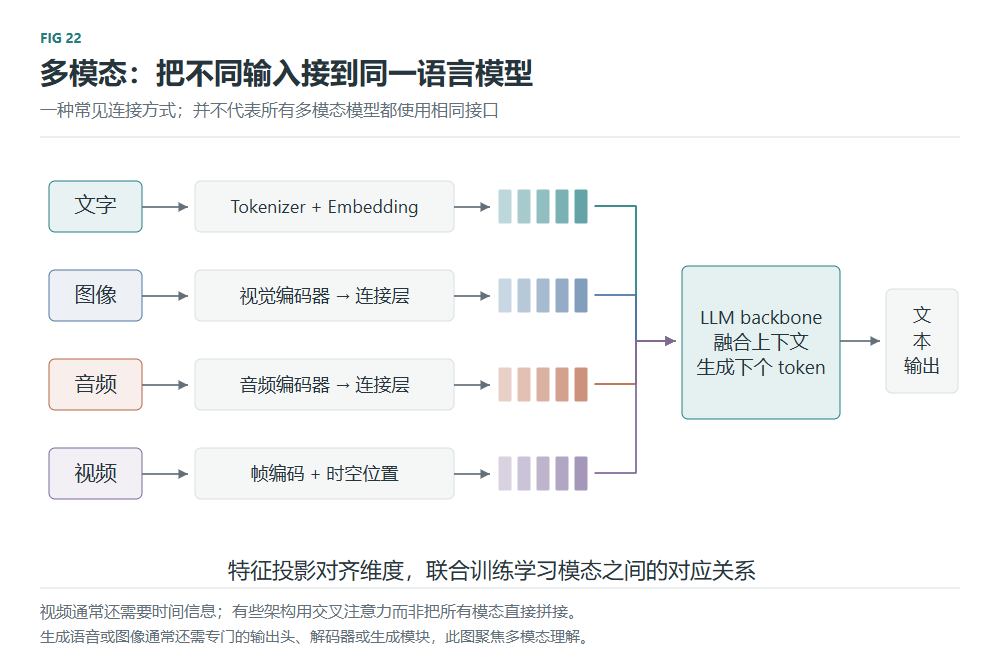 FIG 22
多模态：把不同输入接到同一语言模型
一种常见连接方式；并不代表所有多模态模型都使用相同接口
文字
Tokenizer + Embedding
图像
视觉编码器 → 连接层
音频
音频编码器 → 连接层
视频
帧编码 + 时空位置
LLM backbone
融合上下文
生成下个 token
文
本
输出
特征投影对齐维度，联合训练学习模态之间的对应关系
视频通常还需要时间信息；有些架构用交叉注意力而非把所有模态直接拼接。
生成语音或图像通常还需专门的输出头、解码器或生成模块，此图聚焦多模态理解。